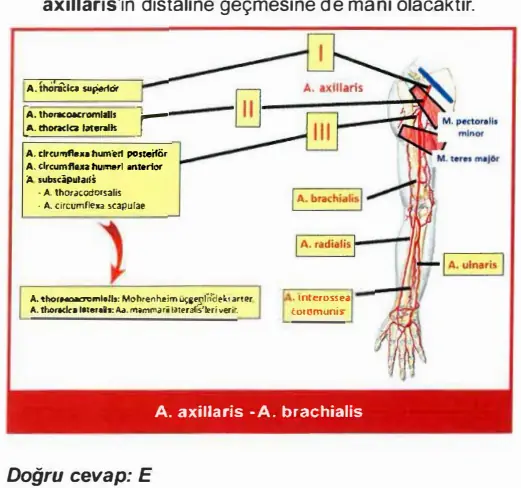 axillaris'in distaline geçmesine de mani olacaktır.
I
A. thoracica superior
A. axillaris
II
A. thoracoacromialis
A. thoracica lateralis
M. pectoralis
minor
III
A. circumflexa humeri posterior
A. circumflexa humeri anterior
A. subscapularis
- A. thoracodorsalis
- A. circumflexa scapulae
M. teres majör
A. brachialis
A. radialis
A. ulnaris
A. thoracoacromialis: Mohrenheim üçgenindeki arter.
A. thoracica lateralis: Aa. mammarii lateralis'leri verir.
A. interossea
communis
A. axillaris - A. brachialis
Doğru cevap: E